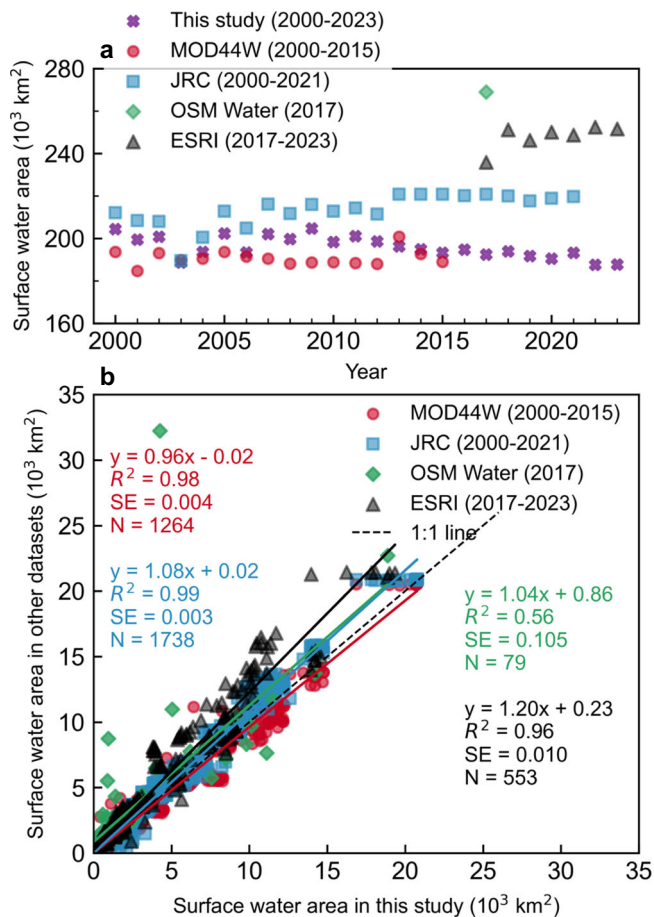 This study (2000-2023)
a
MOD44W (2000-2015)
JRC (2000-2021)
OSM Water (2017)
ESRI (2017-2023)
Surface water area (10³ km²)
280
240
200
160
2000
2005
2010
2015
2020
Year
b
Surface water area in other datasets (10³ km²)
35
30
25
20
15
10
5
0
MOD44W (2000-2015)
JRC (2000-2021)
OSM Water (2017)
ESRI (2017-2023)
1:1 line
y = 0.96x - 0.02
R² = 0.98
SE = 0.004
N = 1264
y = 1.08x + 0.02
R² = 0.99
SE = 0.003
N = 1738
y = 1.04x + 0.86
R² = 0.56
SE = 0.105
N = 79
y = 1.20x + 0.23
R² = 0.96
SE = 0.010
N = 553
0
5
10
15
20
25
30
35
Surface water area in this study (10³ km²)